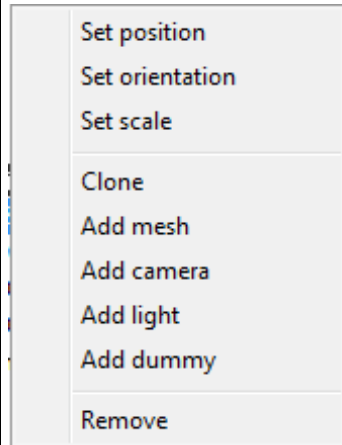 Set position
Set orientation
Set scale
Clone
Add mesh
Add camera
Add light
Add dummy
Remove